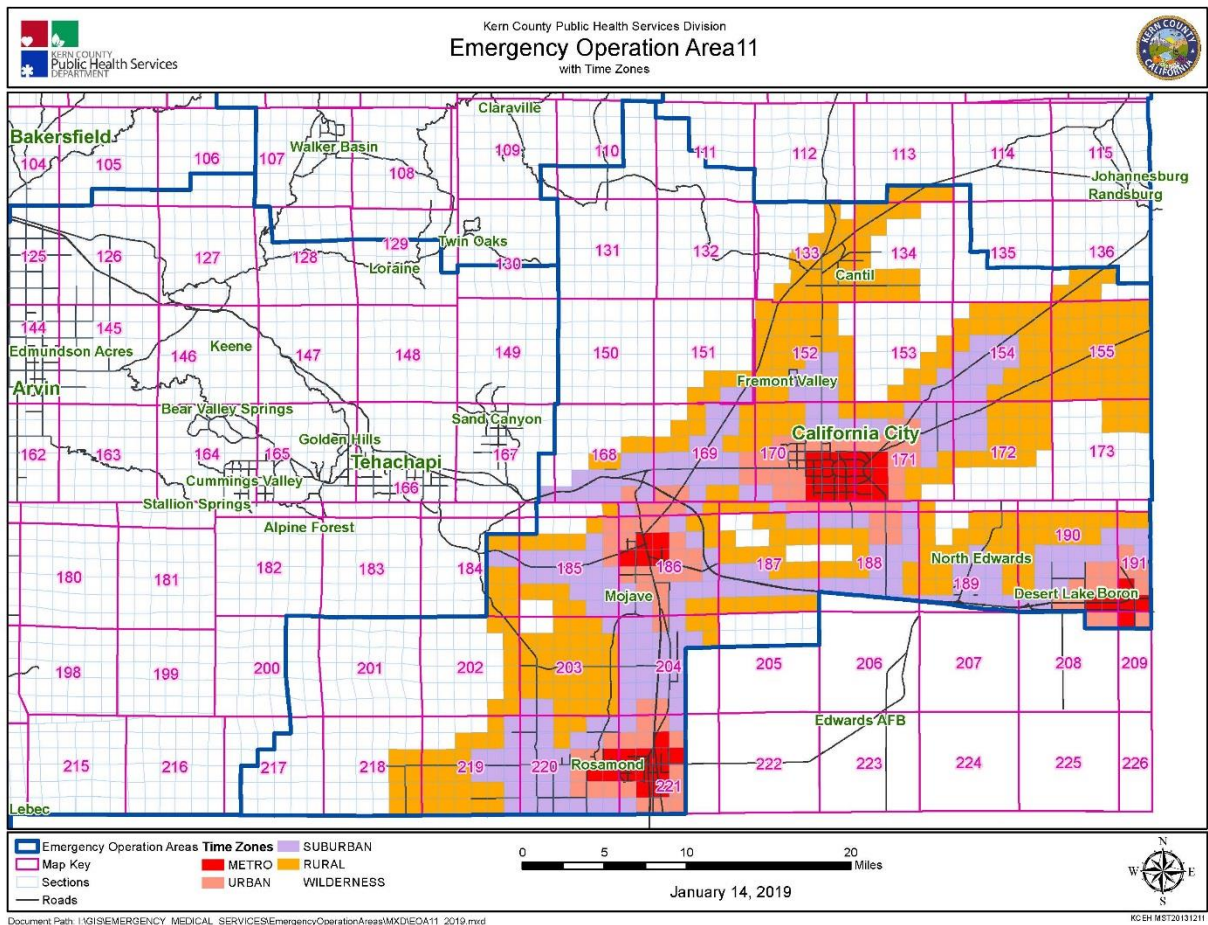 KERN COUNTY
Public Health Services
DEPARTMENT
Kern County Public Health Services Division
Emergency Operation Area11
with Time Zones
KERN COUNTY
CALIFORNIA
Claraville
Bakersfield
104 105 106 107
Walker Basin
108 109 110 111 112 113 114 115
Johannesburg
Randsburg
125 126 127 128 129
Twin Oaks
Loraine
130 131 132 133 134 135 136
Cantil
144 145 146
Keene
147 148 149 150 151 152 153 154 155
Edmundson Acres
Arvin
Fremont Valley
Bear Valley Springs
Sand Canyon
California City
Golden Hills
162 163 164 165
Tehachapi
166 167 168 169 170 171 172 173
Cummings Valley
Stallion Springs
Alpine Forest
180 181 182 183 184 185 186 187 188
North Edwards
189 190 191
Mojave
Desert Lake Boron
198 199 200 201 202 203 204 205 206 207 208 209
Edwards AFB
215 216 217 218 219 220
Rosamond
221 222 223 224 225 226
Lebec
Emergency Operation Areas
Map Key
Sections
Roads
Time Zones
METRO
URBAN
SUBURBAN
RURAL
WILDERNESS
0 5 10 20
Miles
January 14, 2019
N
W E
S
Document Path: I:\GIS\EMERGENCY_MEDICAL_SERVICES\EmergencyOperationAreas\MXD\EOA11_2019.mxd
KCEH MST20131211